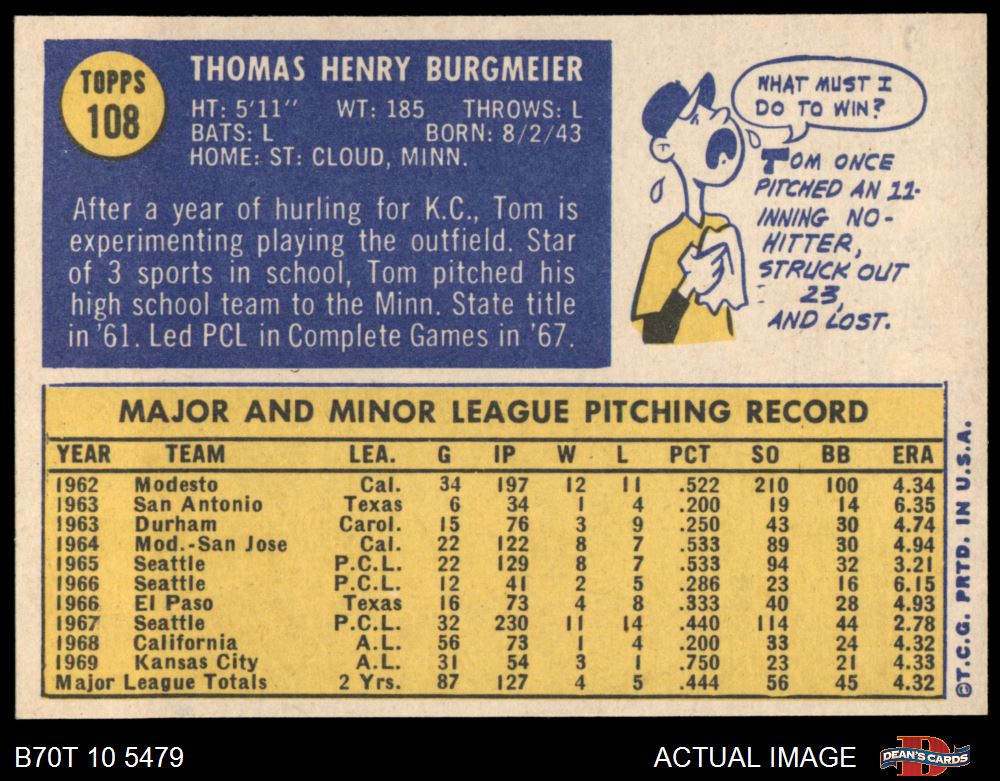 TOPPS
108
THOMAS HENRY BURGMEIER
HT: 5'11" WT: 185 THROWS: L
BATS: L BORN: 8/2/43
HOME: ST: CLOUD, MINN.
After a year of hurling for K.C., Tom is
experimenting playing the outfield. Star
of 3 sports in school, Tom pitched his
high school team to the Minn. State title
in '61. Led PCL in Complete Games in '67.
WHAT MUST I
DO TO WIN?
TOM ONCE
PITCHED AN 11-
INNING NO-
HITTER,
STRUCK OUT
23,
AND LOST.
MAJOR AND MINOR LEAGUE PITCHING RECORD
YEAR TEAM LEA. G IP W L PCT SO BB ERA
1962 Modesto Cal. 34 197 12 11 .522 210 100 4.34
1963 San Antonio Texas 6 34 1 4 .200 19 14 6.35
1963 Durham Carol. 15 76 3 9 .250 43 30 4.74
1964 Mod.-San Jose Cal. 22 122 8 7 .533 89 30 4.94
1965 Seattle P.C.L. 22 129 8 7 .533 94 32 3.21
1966 Seattle P.C.L. 12 41 2 5 .286 23 16 6.15
1966 El Paso Texas 16 73 4 8 .333 40 28 4.93
1967 Seattle P.C.L. 32 230 11 14 .440 114 44 2.78
1968 California A.L. 56 73 1 4 .200 33 24 4.32
1969 Kansas City A.L. 31 54 3 1 .750 23 21 4.33
Major League Totals 2 Yrs. 87 127 4 5 .444 56 45 4.32
©T.C.G. PRTD. IN U.S.A.
B70T 10 5479
ACTUAL IMAGE
DEAN'S CARDS